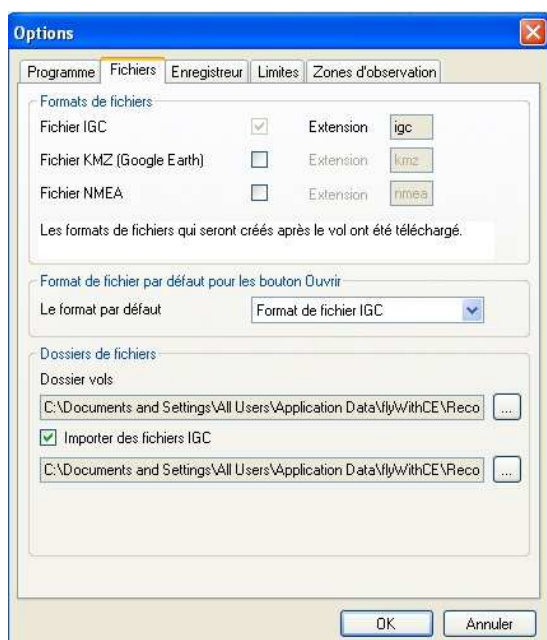 Options
Programme Fichiers Enregistreur Limites Zones d'observation
Formats de fichiers
Fichier IGC Extension igc
Fichier KMZ (Google Earth) Extension kmz
Fichier NMEA Extension nmea
Les formats de fichiers qui seront créés après le vol ont été téléchargé.
Format de fichier par défaut pour les bouton Ouvrir
Le format par défaut Format de fichier IGC
Dossiers de fichiers
Dossier vols
C:\Documents and Settings\All Users\Application Data\flyWithCE\Reco ...
Importer des fichiers IGC
C:\Documents and Settings\All Users\Application Data\flyWithCE\Reco ...
OK Annuler